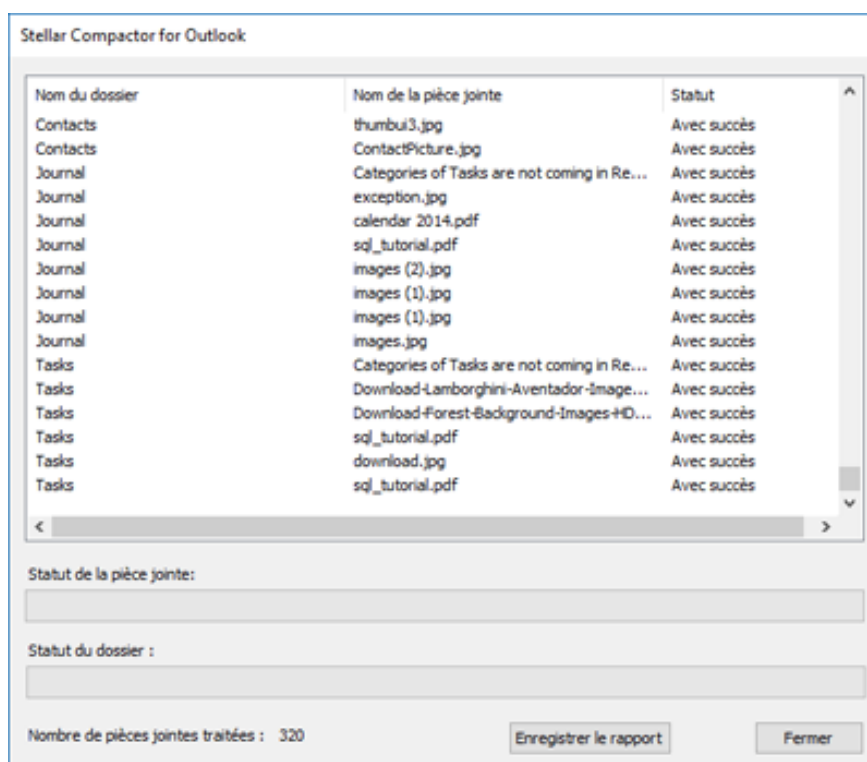 Stellar Compactor for Outlook
Nom du dossier Nom de la pièce jointe Statut
Contacts thumbui3.jpg Avec succès
Contacts ContactPicture.jpg Avec succès
Journal Categories of Tasks are not coming in Re... Avec succès
Journal exception.jpg Avec succès
Journal calendar 2014.pdf Avec succès
Journal sql_tutorial.pdf Avec succès
Journal images (2).jpg Avec succès
Journal images (1).jpg Avec succès
Journal images (1).jpg Avec succès
Journal images.jpg Avec succès
Tasks Categories of Tasks are not coming in Re... Avec succès
Tasks Download-Lamborghini-Aventador-Image... Avec succès
Tasks Download-Forest-Background-Images-HD... Avec succès
Tasks sql_tutorial.pdf Avec succès
Tasks download.jpg Avec succès
Tasks sql_tutorial.pdf Avec succès
Statut de la pièce jointe:
Statut du dossier :
Nombre de pièces jointes traitées : 320 Enregistrer le rapport Fermer